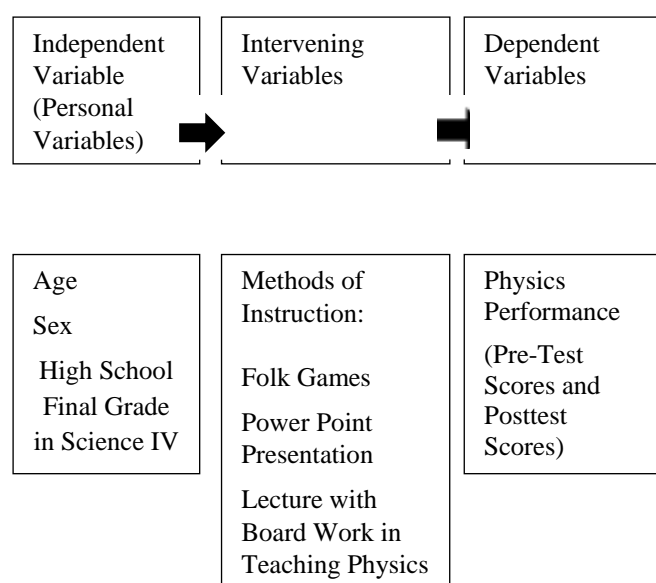 Independent
Variable
(Personal
Variables)
Intervening
Variables
Dependent
Variables
Age
Sex
High School
Final Grade
in Science IV
Methods of
Instruction:
Folk Games
Power Point
Presentation
Lecture with
Board Work in
Teaching Physics
Physics
Performance
(Pre-Test
Scores and
Posttest
Scores)